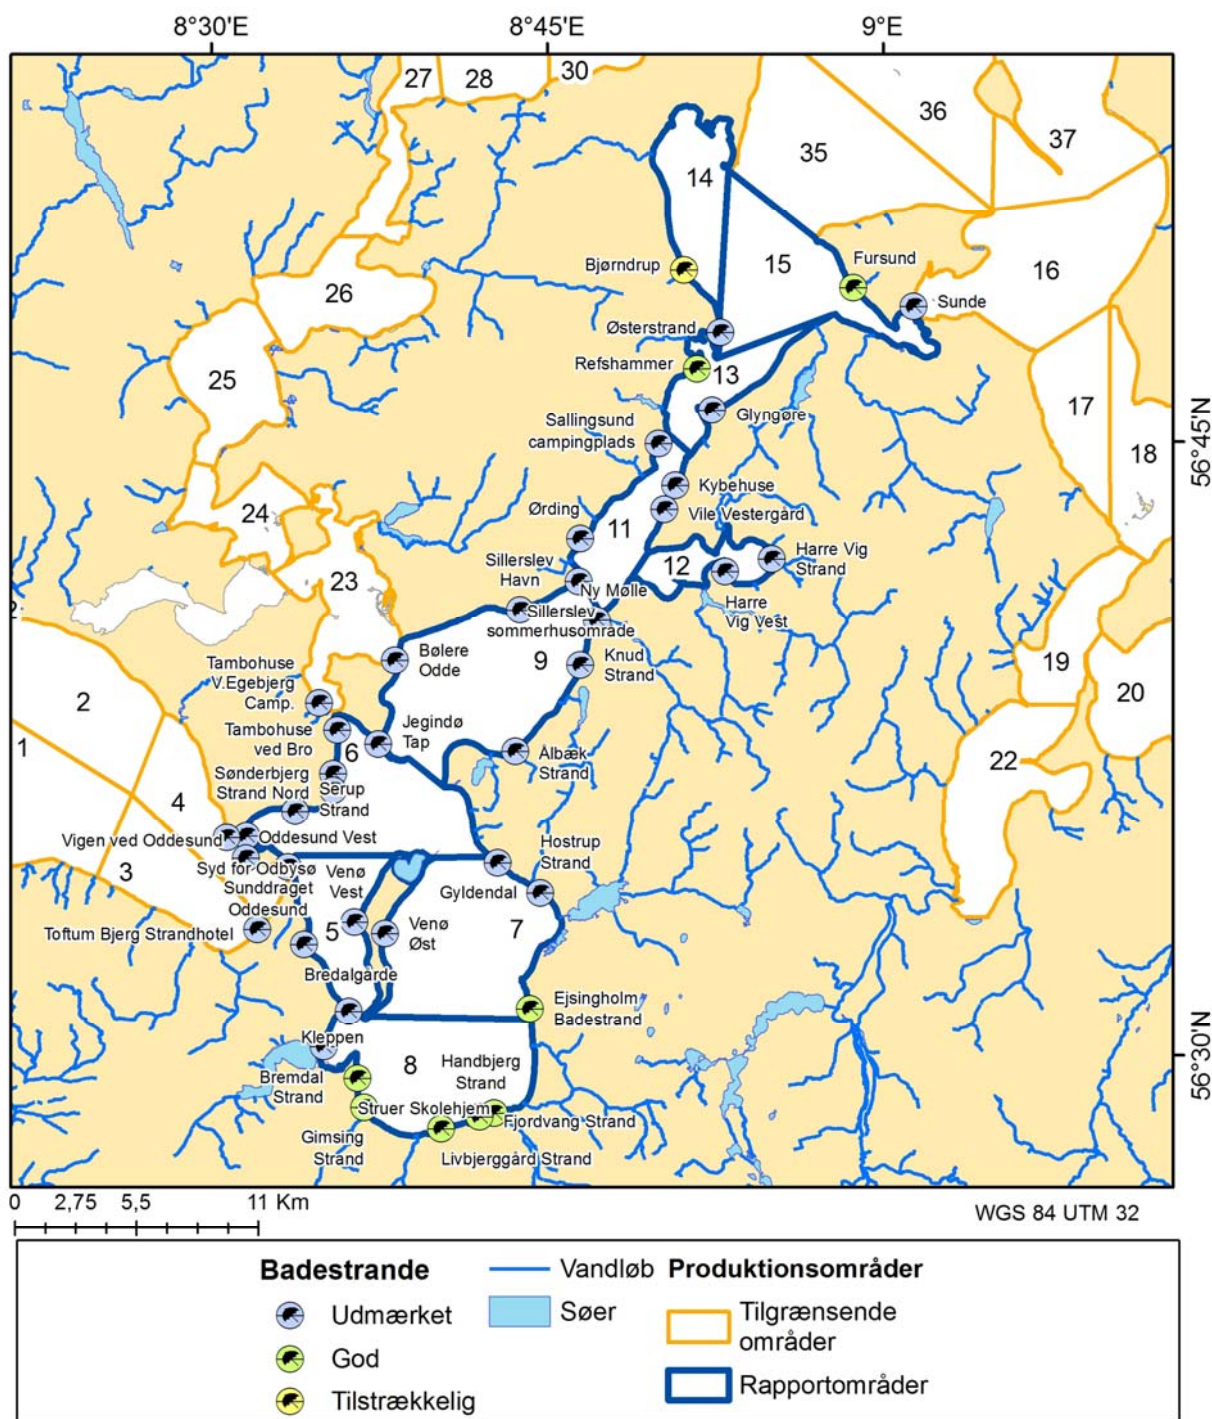 8°30'E
8°45'E
9°E
27
28
30
36
37
35
14
15
16
Bjørndrup
Fursund
Sunde
26
Østerstrand
Refshammer
13
25
Glyngøre
17
18
56°45'N
Sallingsund
campingplads
Kybehuse
Vile Vestergård
24
Ørding
11
Harre Vig
Strand
12
23
Sillerslev
Havn
Ny Mølle
Harre
Vig Vest
Sillerslev
sommerhusområde
2
Tambohuse
V.Egebjerg
Camp.
Bølere
Odde
9
Knud
Strand
19
20
1
Tambohuse
ved Bro
6
Jegindø
Tap
Ålbæk
Strand
22
Sønderbjerg
Strand Nord
Serup
Strand
4
Vigen ved Oddesund
Oddesund Vest
Hostrup
Strand
3
Syd for Odbysø
Sunddraget
Venø
Vest
Gyldendal
Oddesund
Toftum Bjerg Strandhotel
5
Venø
Øst
7
Bredalgårde
Ejsingholm
Badestrand
Kleppen
8
Handbjerg
Strand
56°30'N
Bremdal
Strand
Struer Skolehjem
Fjordvang Strand
Gimsing
Strand
Livbjerggård Strand
0 2,75 5,5 11 Km
WGS 84 UTM 32
Badestrande
Udmærket
God
Tilstrækkelig
Vandløb
Søer
Produktionsområder
Tilgrænsende
områder
Rapportområder